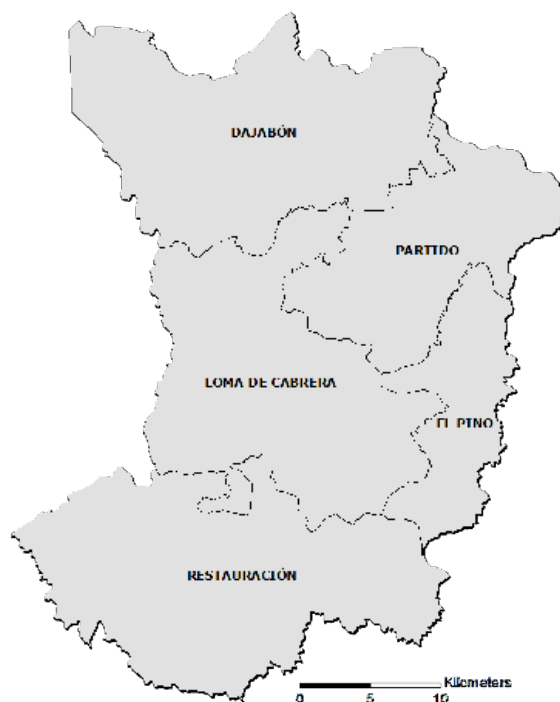 DAJABÓN
PARTIDO
LOMA DE CABRERA
EL PINO
RESTAURACIÓN
Kilometers
0 5 10